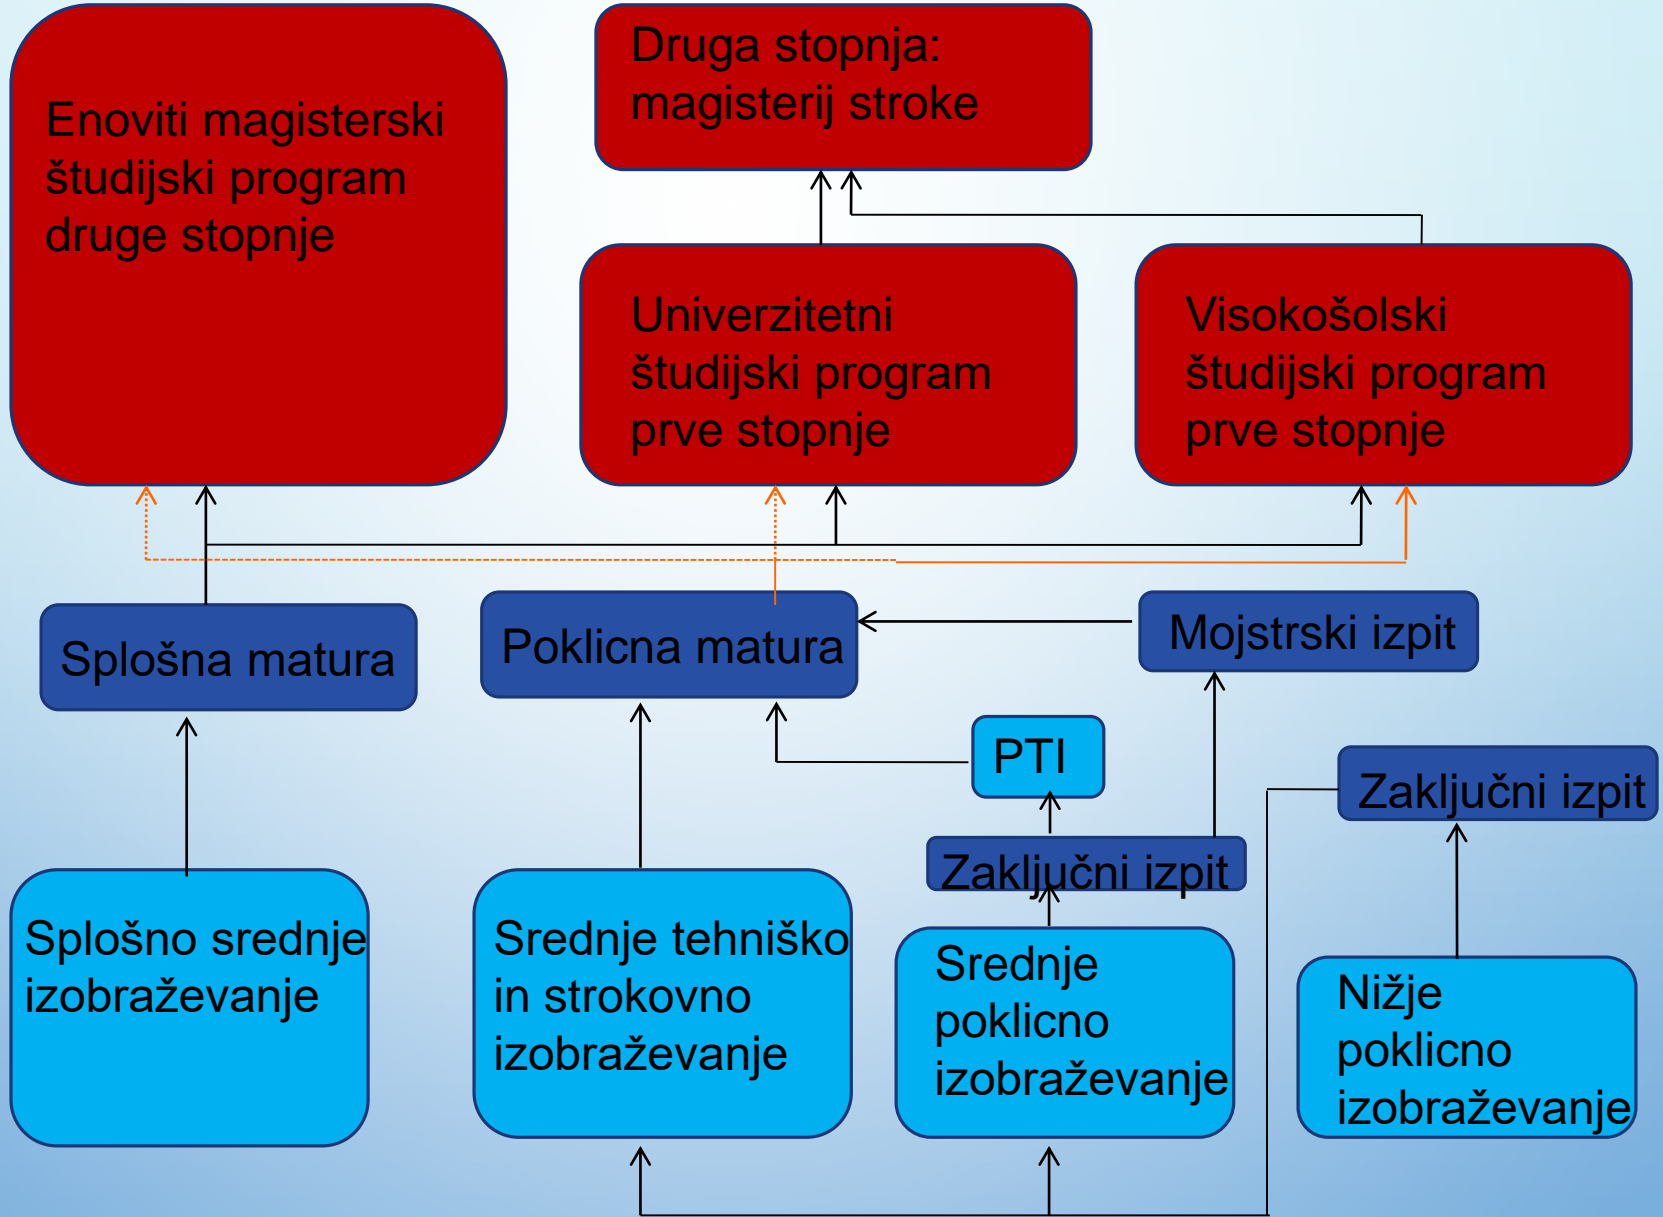 Enoviti magisterski
študijski program
druge stopnje
Druga stopnja:
magisterij stroke
Univerzitetni
študijski program
prve stopnje
Visokošolski
študijski program
prve stopnje
Splošna matura
Poklicna matura
Mojstrski izpit
PTI
Zaključni izpit
Zaključni izpit
Splošno srednje
izobraževanje
Srednje tehniško
in strokovno
izobraževanje
Srednje
poklicno
izobraževanje
Nižje
poklicno
izobraževanje